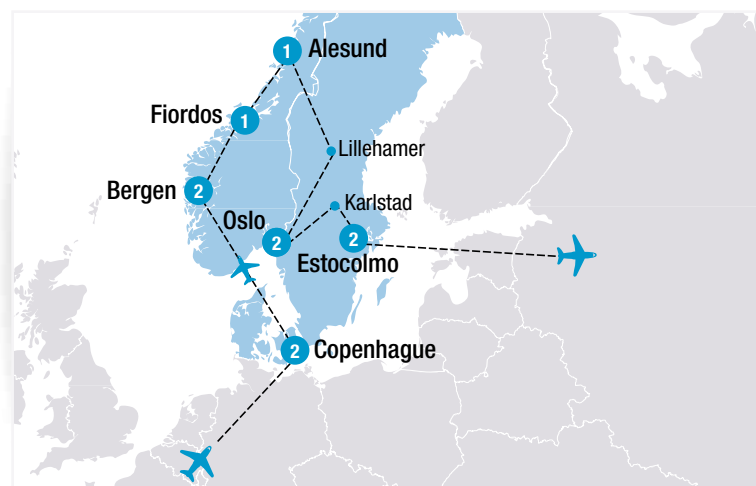 1 Alesund
Fiordos 1
Lillehamer
Bergen 2
Karlstad
Oslo
2
2
Estocolmo
2 Copenhague